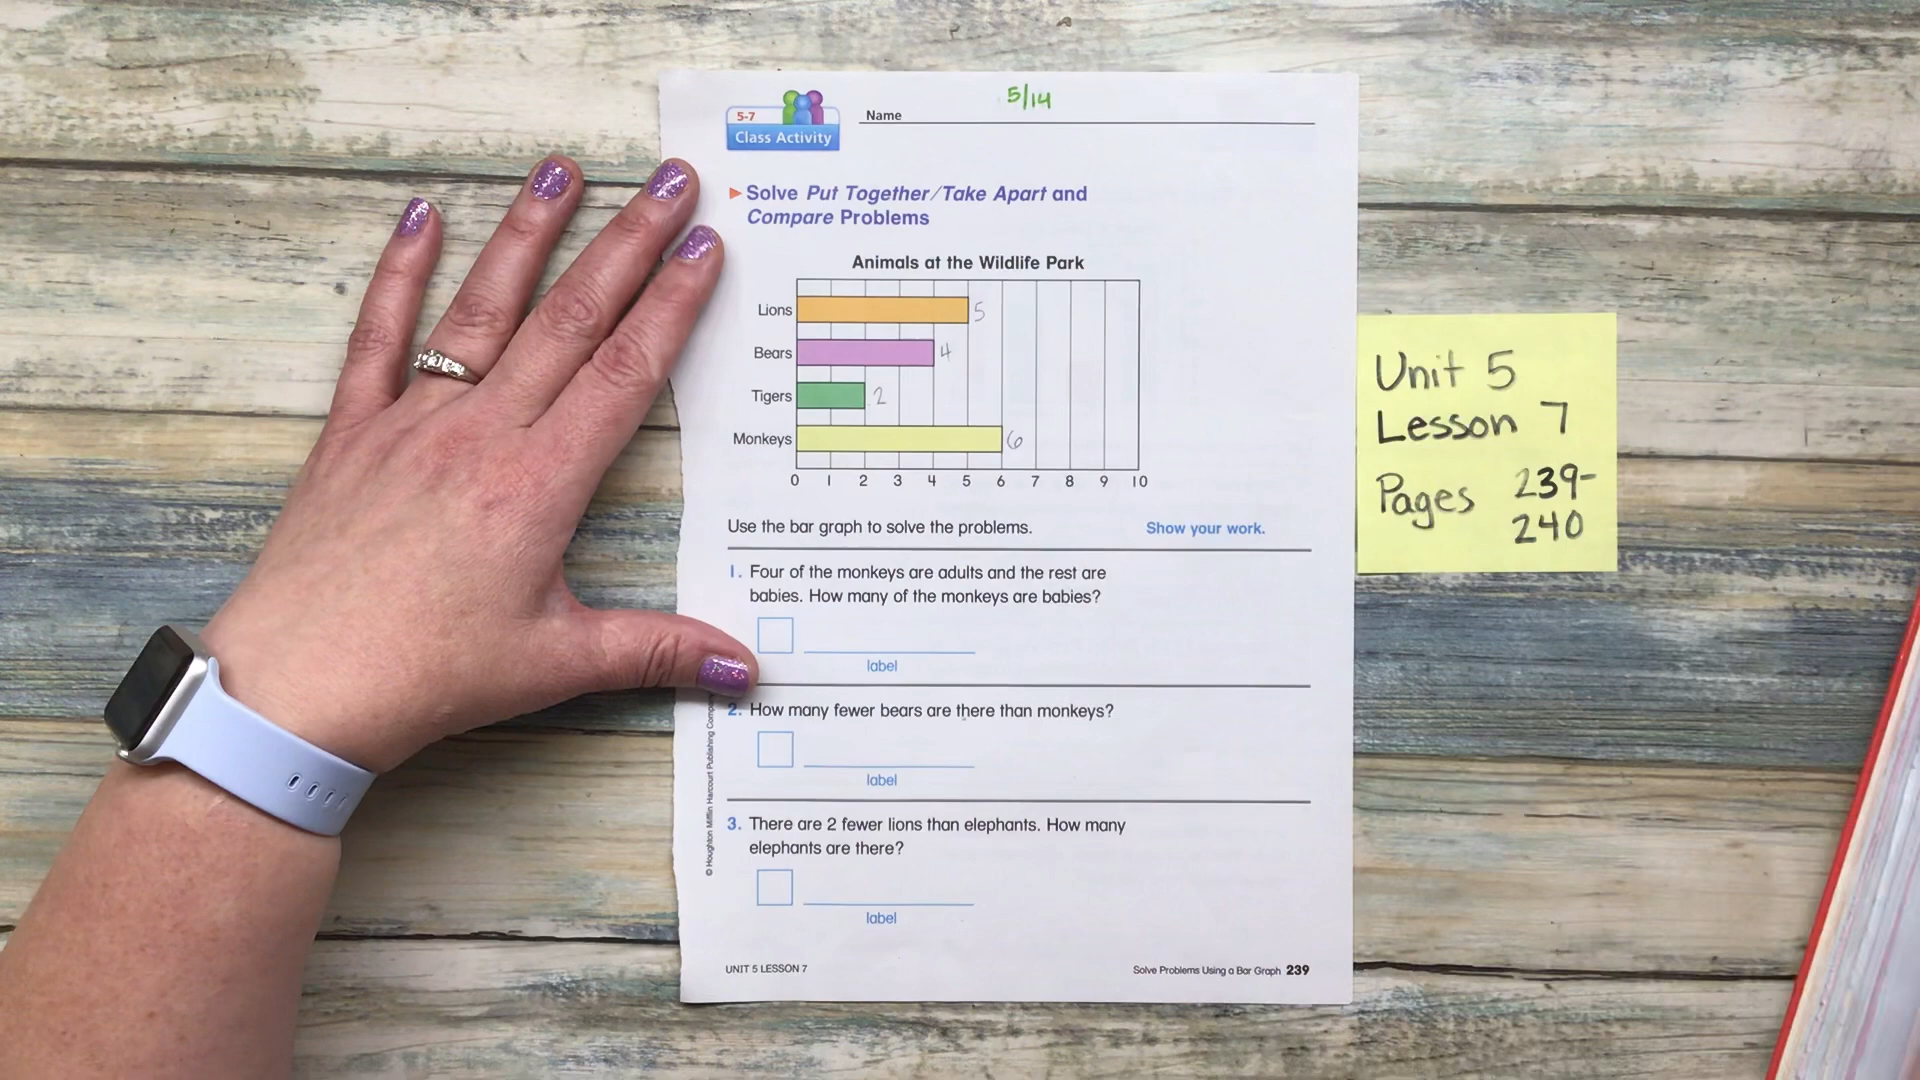 5/14
5-7
Class Activity
Name
Solve Put Together/Take Apart and
Compare Problems
Animals at the Wildlife Park
Lions 5
Bears 4
Tigers 2
Monkeys 6
0 1 2 3 4 5 6 7 8 9 10
Use the bar graph to solve the problems. Show your work.
1. Four of the monkeys are adults and the rest are
babies. How many of the monkeys are babies?
label
2. How many fewer bears are there than monkeys?
label
3. There are 2 fewer lions than elephants. How many
elephants are there?
label
© Houghton Mifflin Harcourt Publishing
UNIT 5 LESSON 7
Solve Problems Using a Bar Graph 239
Unit 5
Lesson 7
Pages 239-
240